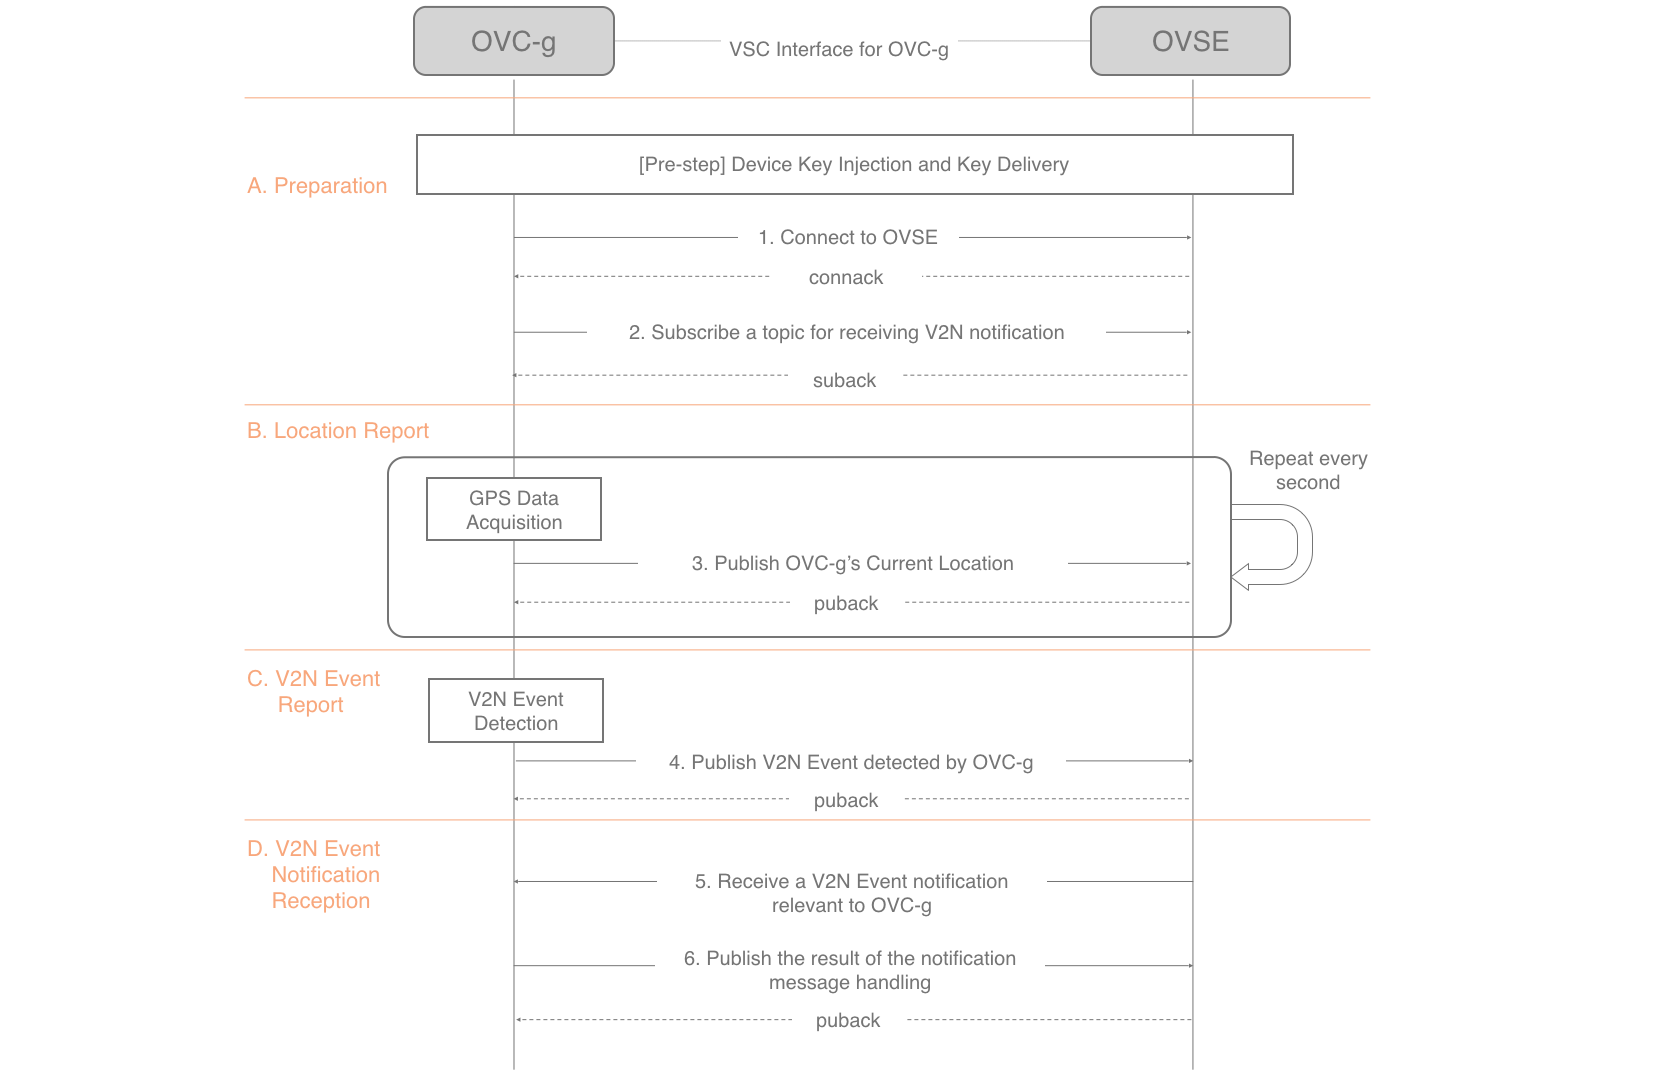 OVC-g
VSC Interface for OVC-g
OVSE
A. Preparation
[Pre-step] Device Key Injection and Key Delivery
1. Connect to OVSE
connack
2. Subscribe a topic for receiving V2N notification
suback
B. Location Report
Repeat every
second
GPS Data
Acquisition
3. Publish OVC-g’s Current Location
puback
C. V2N Event
Report
V2N Event
Detection
4. Publish V2N Event detected by OVC-g
puback
D. V2N Event
Notification
Reception
5. Receive a V2N Event notification
relevant to OVC-g
6. Publish the result of the notification
message handling
puback